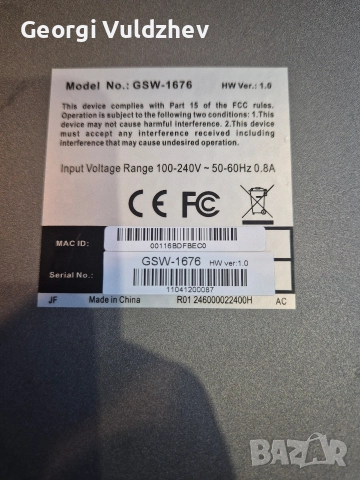 Georgi Vuldzhev
Model No.: GSW-1676 HW Ver.: 1.0
This device complies with Part 15 of the FCC rules.
Operation is subject to the following two conditions: 1.This
device may not cause harmful interference. 2.This device
must accept any interference received including
interference that may cause undesired operation.
Input Voltage Range 100-240V ~ 50-60Hz 0.8A
CE FC
MAC ID:
00116BDFBEC0
GSW-1676 HW ver:1.0
Serial No.:
11041200087
JF Made in China R01 246000022400H AC
BAZAR
bg